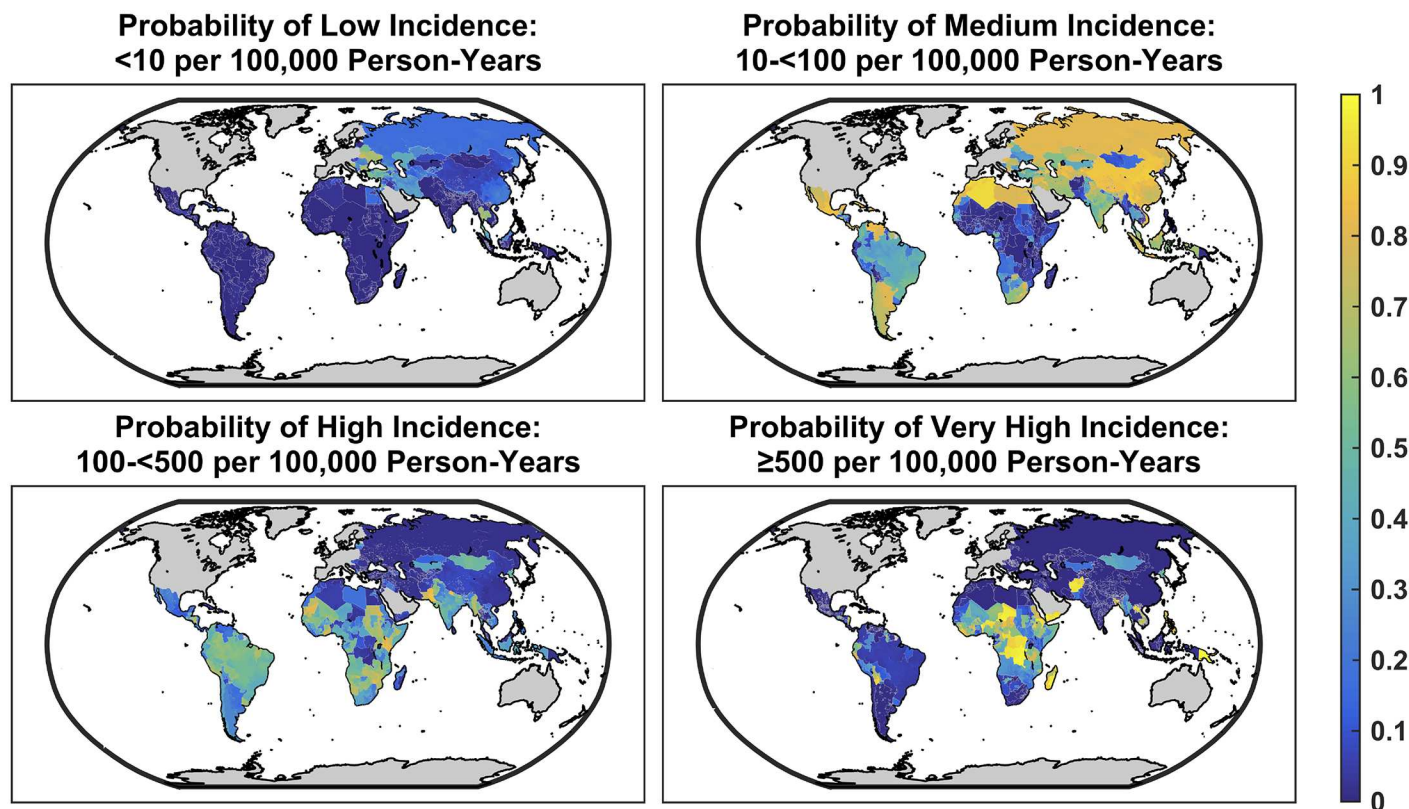 Probability of Low Incidence:
<10 per 100,000 Person-Years
Probability of Medium Incidence:
10-<100 per 100,000 Person-Years
Probability of High Incidence:
100-<500 per 100,000 Person-Years
Probability of Very High Incidence:
≥500 per 100,000 Person-Years
1
0.9
0.8
0.7
0.6
0.5
0.4
0.3
0.2
0.1
0